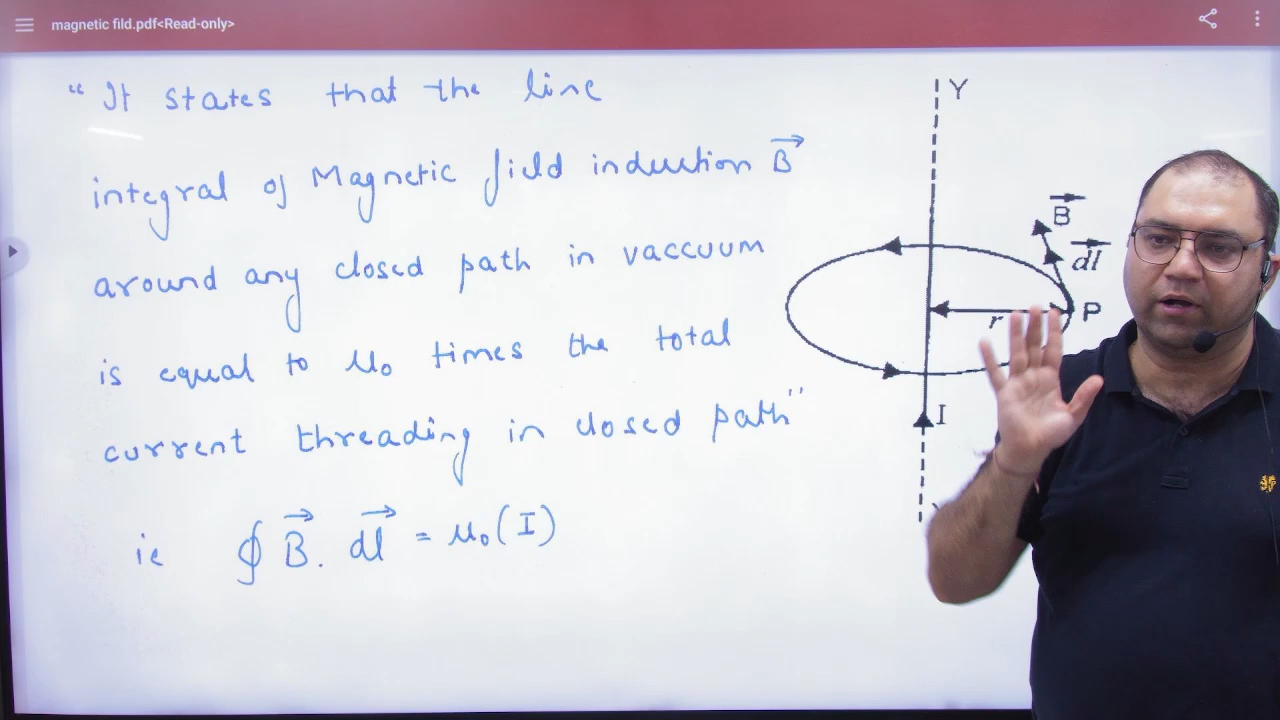 magnetic fild.pdf<Read-only>
“ It states that the line
integral of Magnetic field induction B⃗
around any closed path in vaccuum
is equal to μ₀ times the total
current threading in closed path”
ie ∮ B⃗ . dl⃗ = μ₀(I)
Y
B⃗
dl⃗
r
P
I